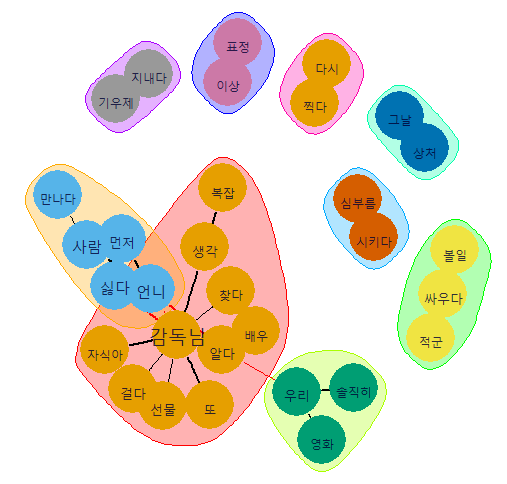 표정
이상
지내다
기우제
다시
찍다
그날
상처
만나다
사람
먼저
싫다
언니
복잡
생각
찾다
감독님
배우
알다
자식아
걸다
선물
또
심부름
시키다
볼일
싸우다
적군
우리
솔직히
영화